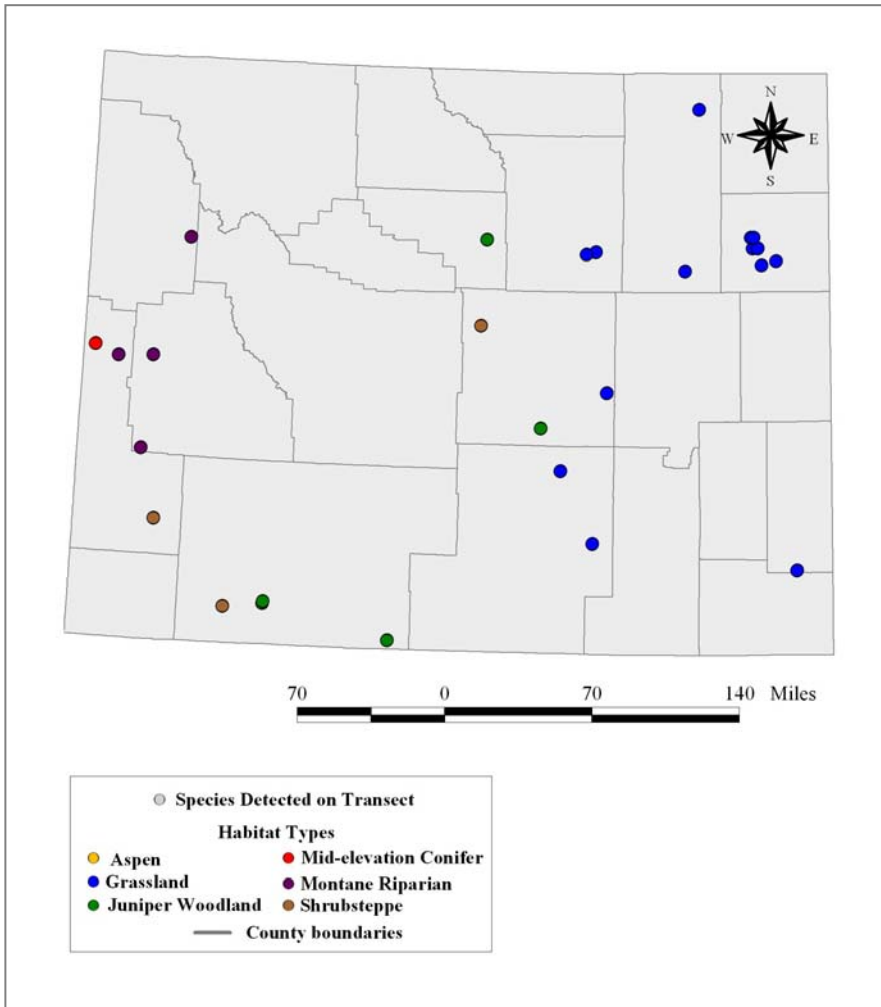 N
W E
S
70 0 70 140 Miles
Species Detected on Transect
Habitat Types
Aspen Mid-elevation Conifer
Grassland Montane Riparian
Juniper Woodland Shrubsteppe
County boundaries